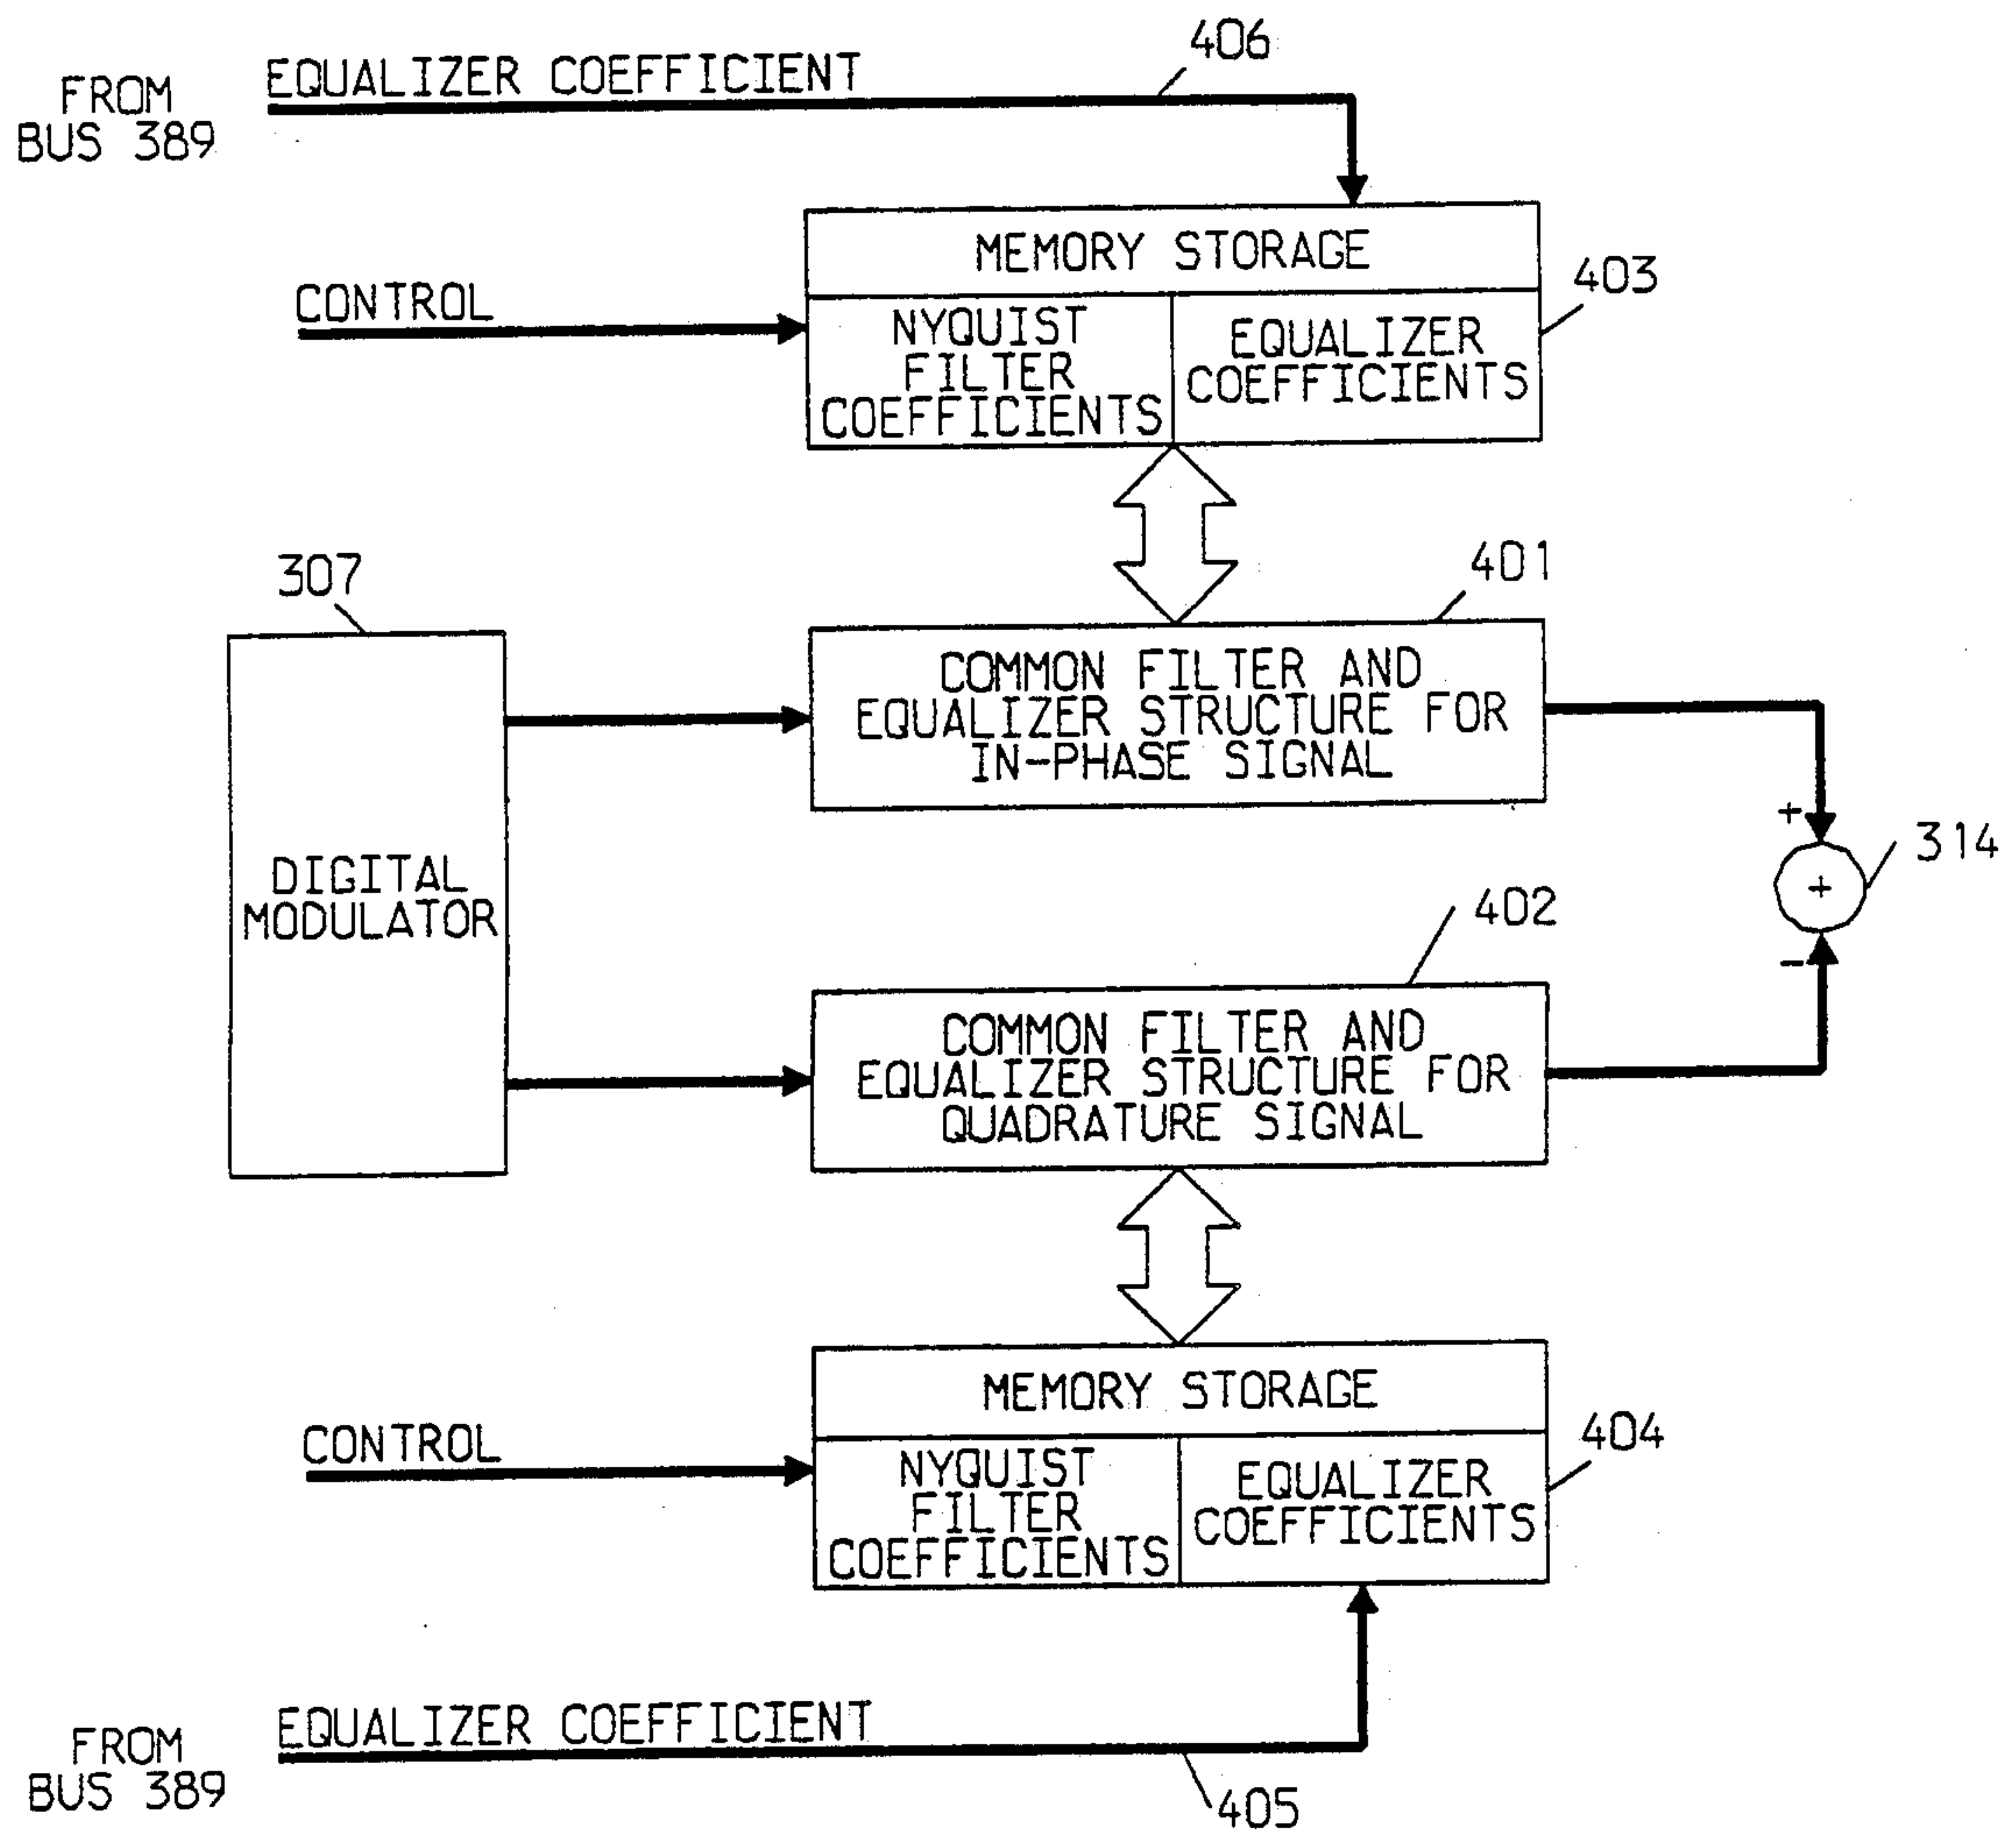 406
EQUALIZER COEFFICIENT
FROM
BUS 389
MEMORY STORAGE
403
CONTROL
NYQUIST
FILTER
COEFFICIENTS
EQUALIZER
COEFFICIENTS
307
401
COMMON FILTER AND
EQUALIZER STRUCTURE FOR
IN-PHASE SIGNAL
+
314
+
DIGITAL
MODULATOR
402
-
COMMON FILTER AND
EQUALIZER STRUCTURE FOR
QUADRATURE SIGNAL
MEMORY STORAGE
404
CONTROL
NYQUIST
FILTER
COEFFICIENTS
EQUALIZER
COEFFICIENTS
EQUALIZER COEFFICIENT
FROM
BUS 389
405